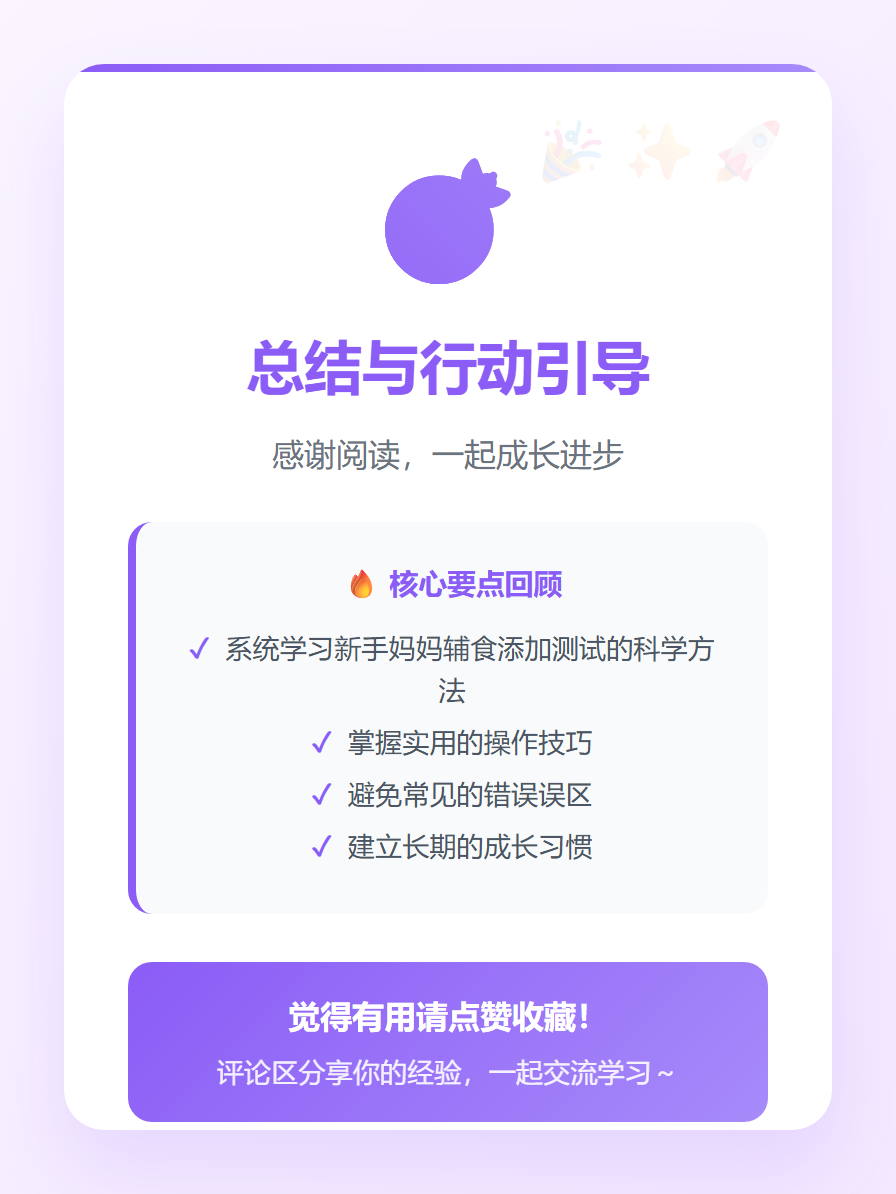 总结与行动引导
感谢阅读，一起成长进步
🔥 核心要点回顾
✓ 系统学习新手妈妈辅食添加测试的科学方
法
✓ 掌握实用的操作技巧
✓ 避免常见的错误误区
✓ 建立长期的成长习惯
觉得有用请点赞收藏！
评论区分享你的经验，一起交流学习～